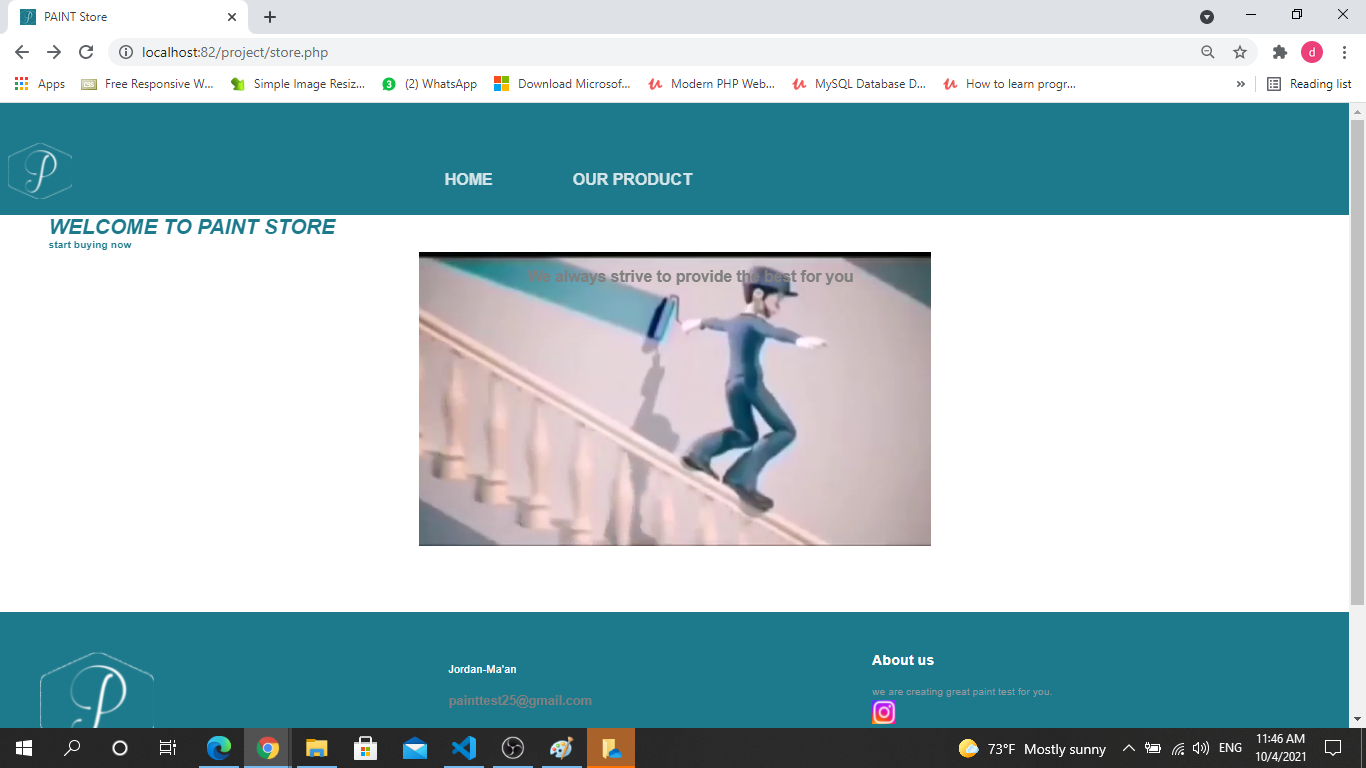 PAINT Store
localhost:82/project/store.php
d
Apps
css
Free Responsive W...
Simple Image Resiz...
3
(2) WhatsApp
Download Microsof...
Modern PHP Web...
MySQL Database D...
How to learn progr...
»
Reading list
P
HOME
OUR PRODUCT
WELCOME TO PAINT STORE
start buying now
We always strive to provide the best for you
P
Jordan-Ma'an
painttest25@gmail.com
About us
we are creating great paint test for you.
73°F Mostly sunny
ENG
11:46 AM
10/4/2021